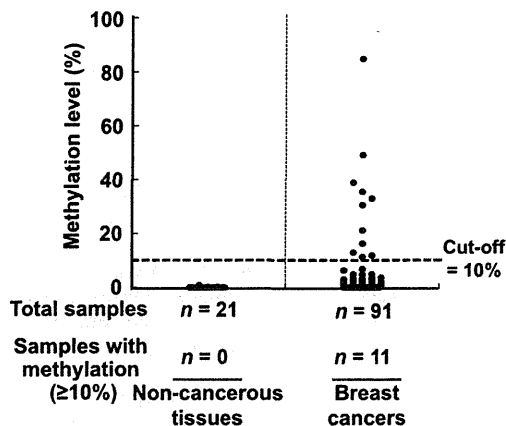 Methylation level (%)
100
80
60
40
20
0
Cut-off
= 10%
Total samples n = 21 n = 91
Samples with
methylation
(≥10%)
n = 0 n = 11
Non-cancerous
tissues
Breast
cancers